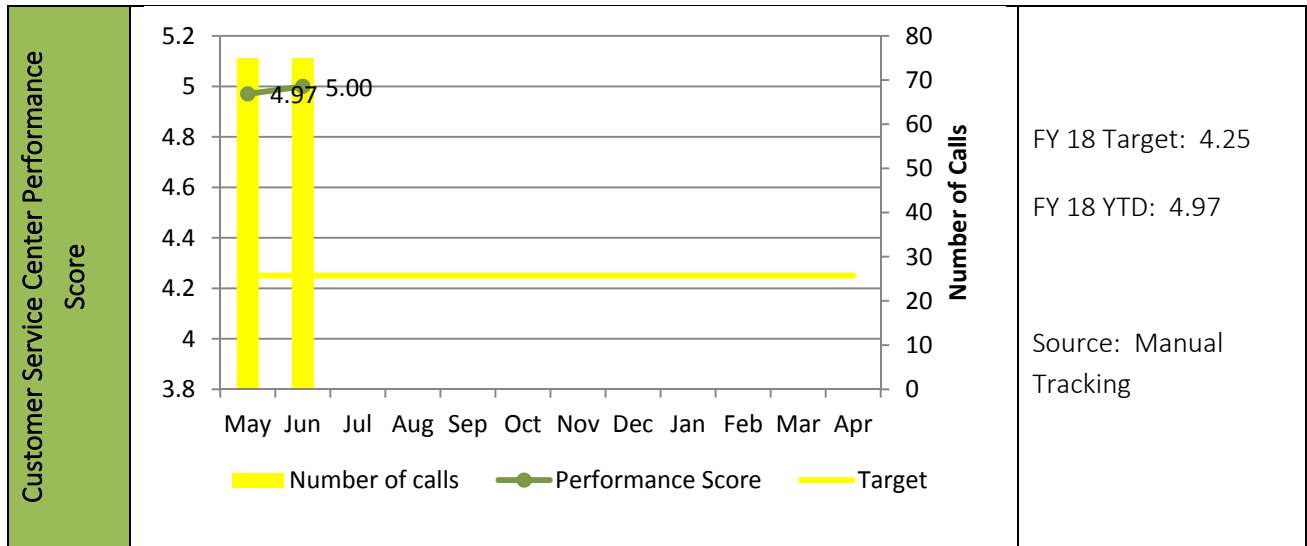 Customer Service Center Performance
Score
5.2
5
4.8
4.6
4.4
4.2
4
3.8
4.97
5.00
80
70
60
50
40
30
20
10
0
Number of Calls
May Jun Jul Aug Sep Oct Nov Dec Jan Feb Mar Apr
Number of calls Performance Score Target
FY 18 Target: 4.25
FY 18 YTD: 4.97
Source: Manual
Tracking